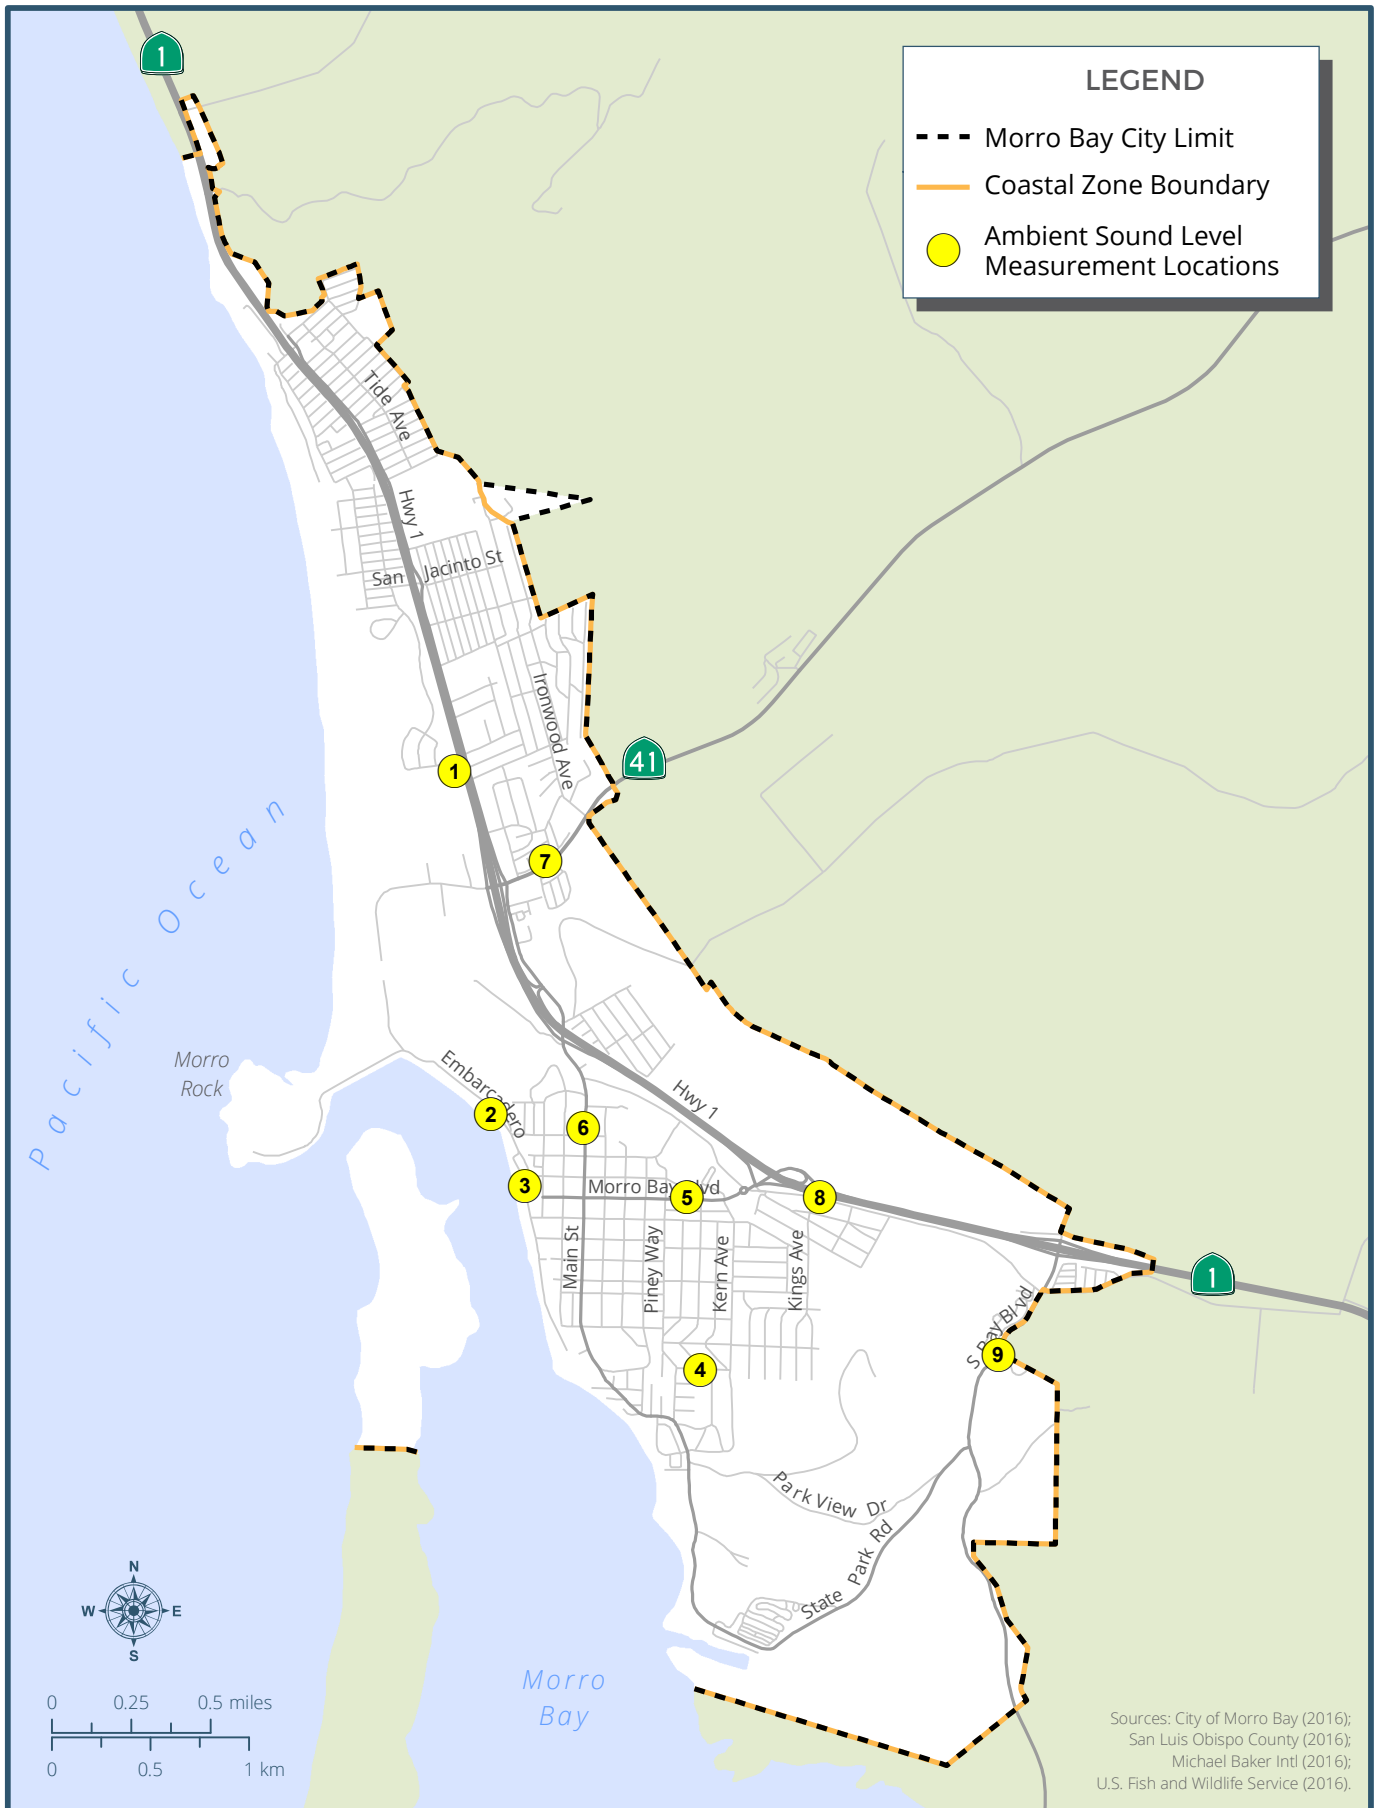 1
LEGEND
Morro Bay City Limit
Coastal Zone Boundary
Ambient Sound Level
Measurement Locations
Tide Ave
Hwy 1
San Jacinto St
Ironwood Ave
41
1
7
Pacific Ocean
Morro
Rock
Embarcadero
Hwy 1
2
6
3
Morro Bay Blvd
5
8
Main St
Piney Way
Kern Ave
Kings Ave
1
S Bay Blvd
9
4
Park View Dr
State Park Rd
N
W
E
S
Morro
Bay
0 0.25 0.5 miles
0 0.5 1 km
Sources: City of Morro Bay (2016);
San Luis Obispo County (2016);
Michael Baker Intl (2016);
U.S. Fish and Wildlife Service (2016).